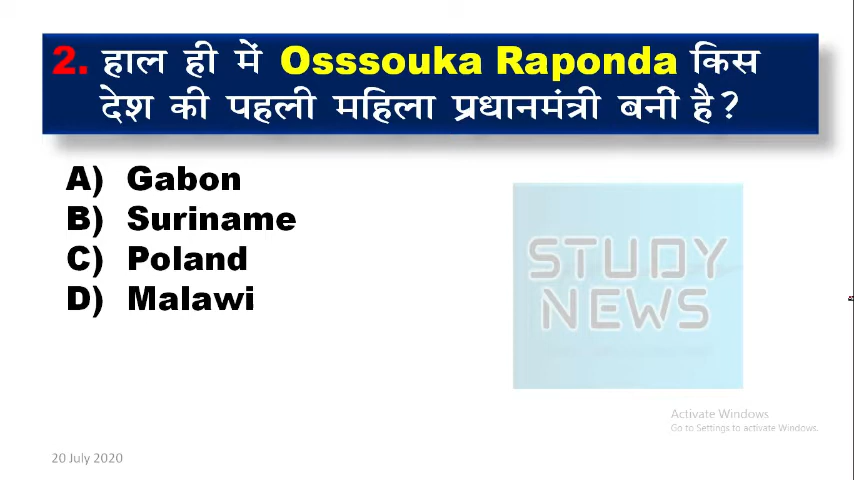 2. हाल ही में Osssouka Raponda किस
देश की पहली महिला प्रधानमंत्री बनीं है?
A) Gabon
B) Suriname
C) Poland
D) Malawi
STUDY
NEWS
Activate Windows
Go to Settings to activate Windows.
20 July 2020